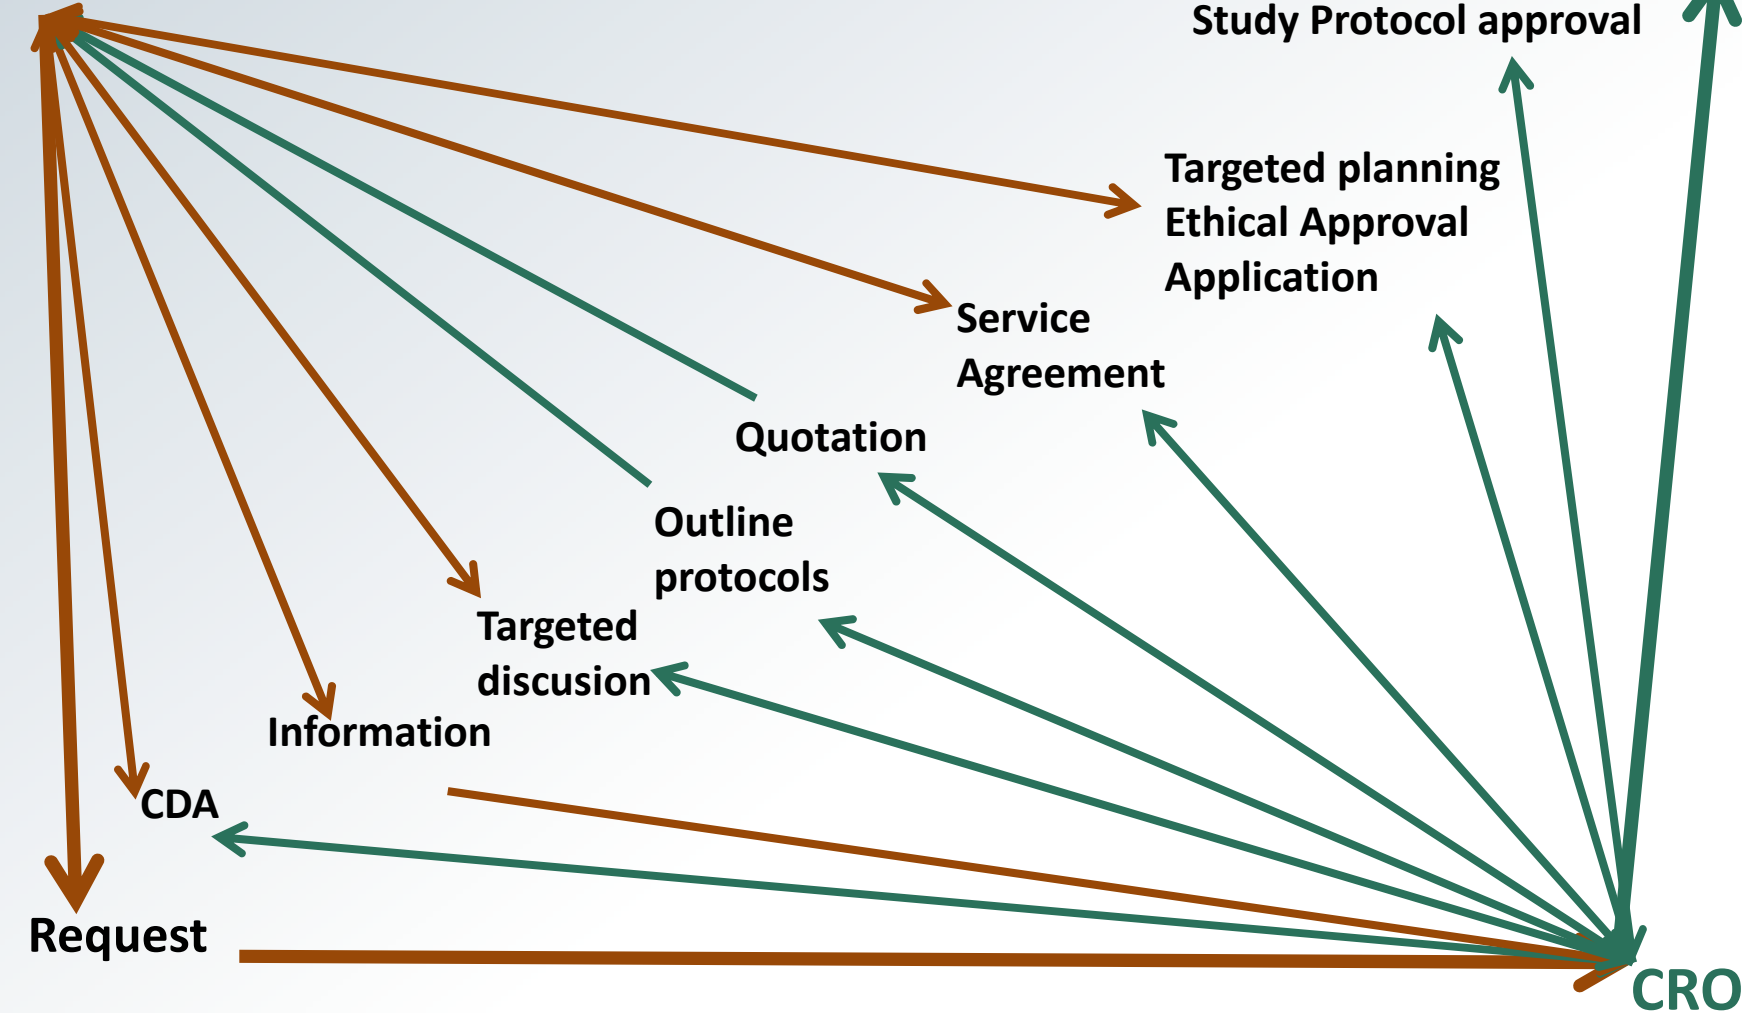 Study Protocol approval
Targeted planning
Ethical Approval
Application
Service
Agreement
Quotation
Outline
protocols
Targeted
discusion
Information
CDA
Request
CRO